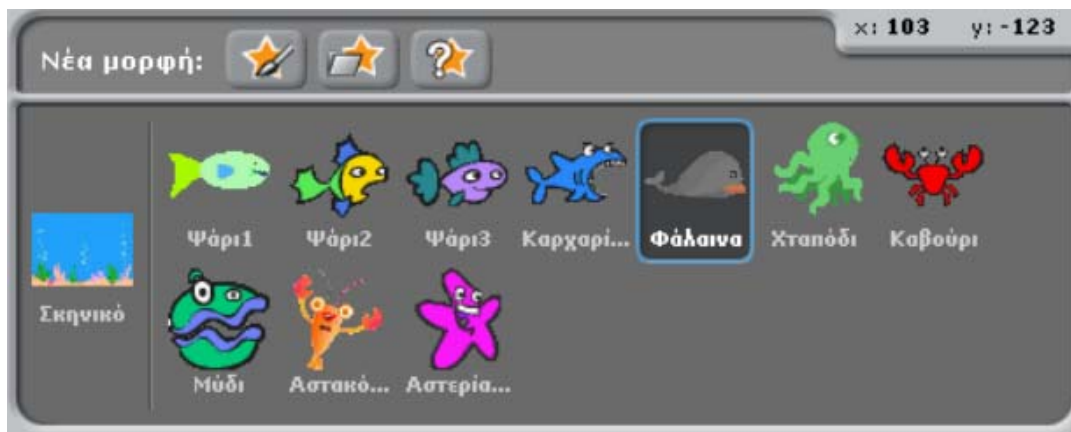 x: 103 y: -123
Νέα μορφή:
Ψάρι1 Ψάρι2 Ψάρι3 Καρχαρί... Φάλαινα Χταπόδι Καβούρι
Σκηνικό
Μύδι Αστακό... Αστερία...